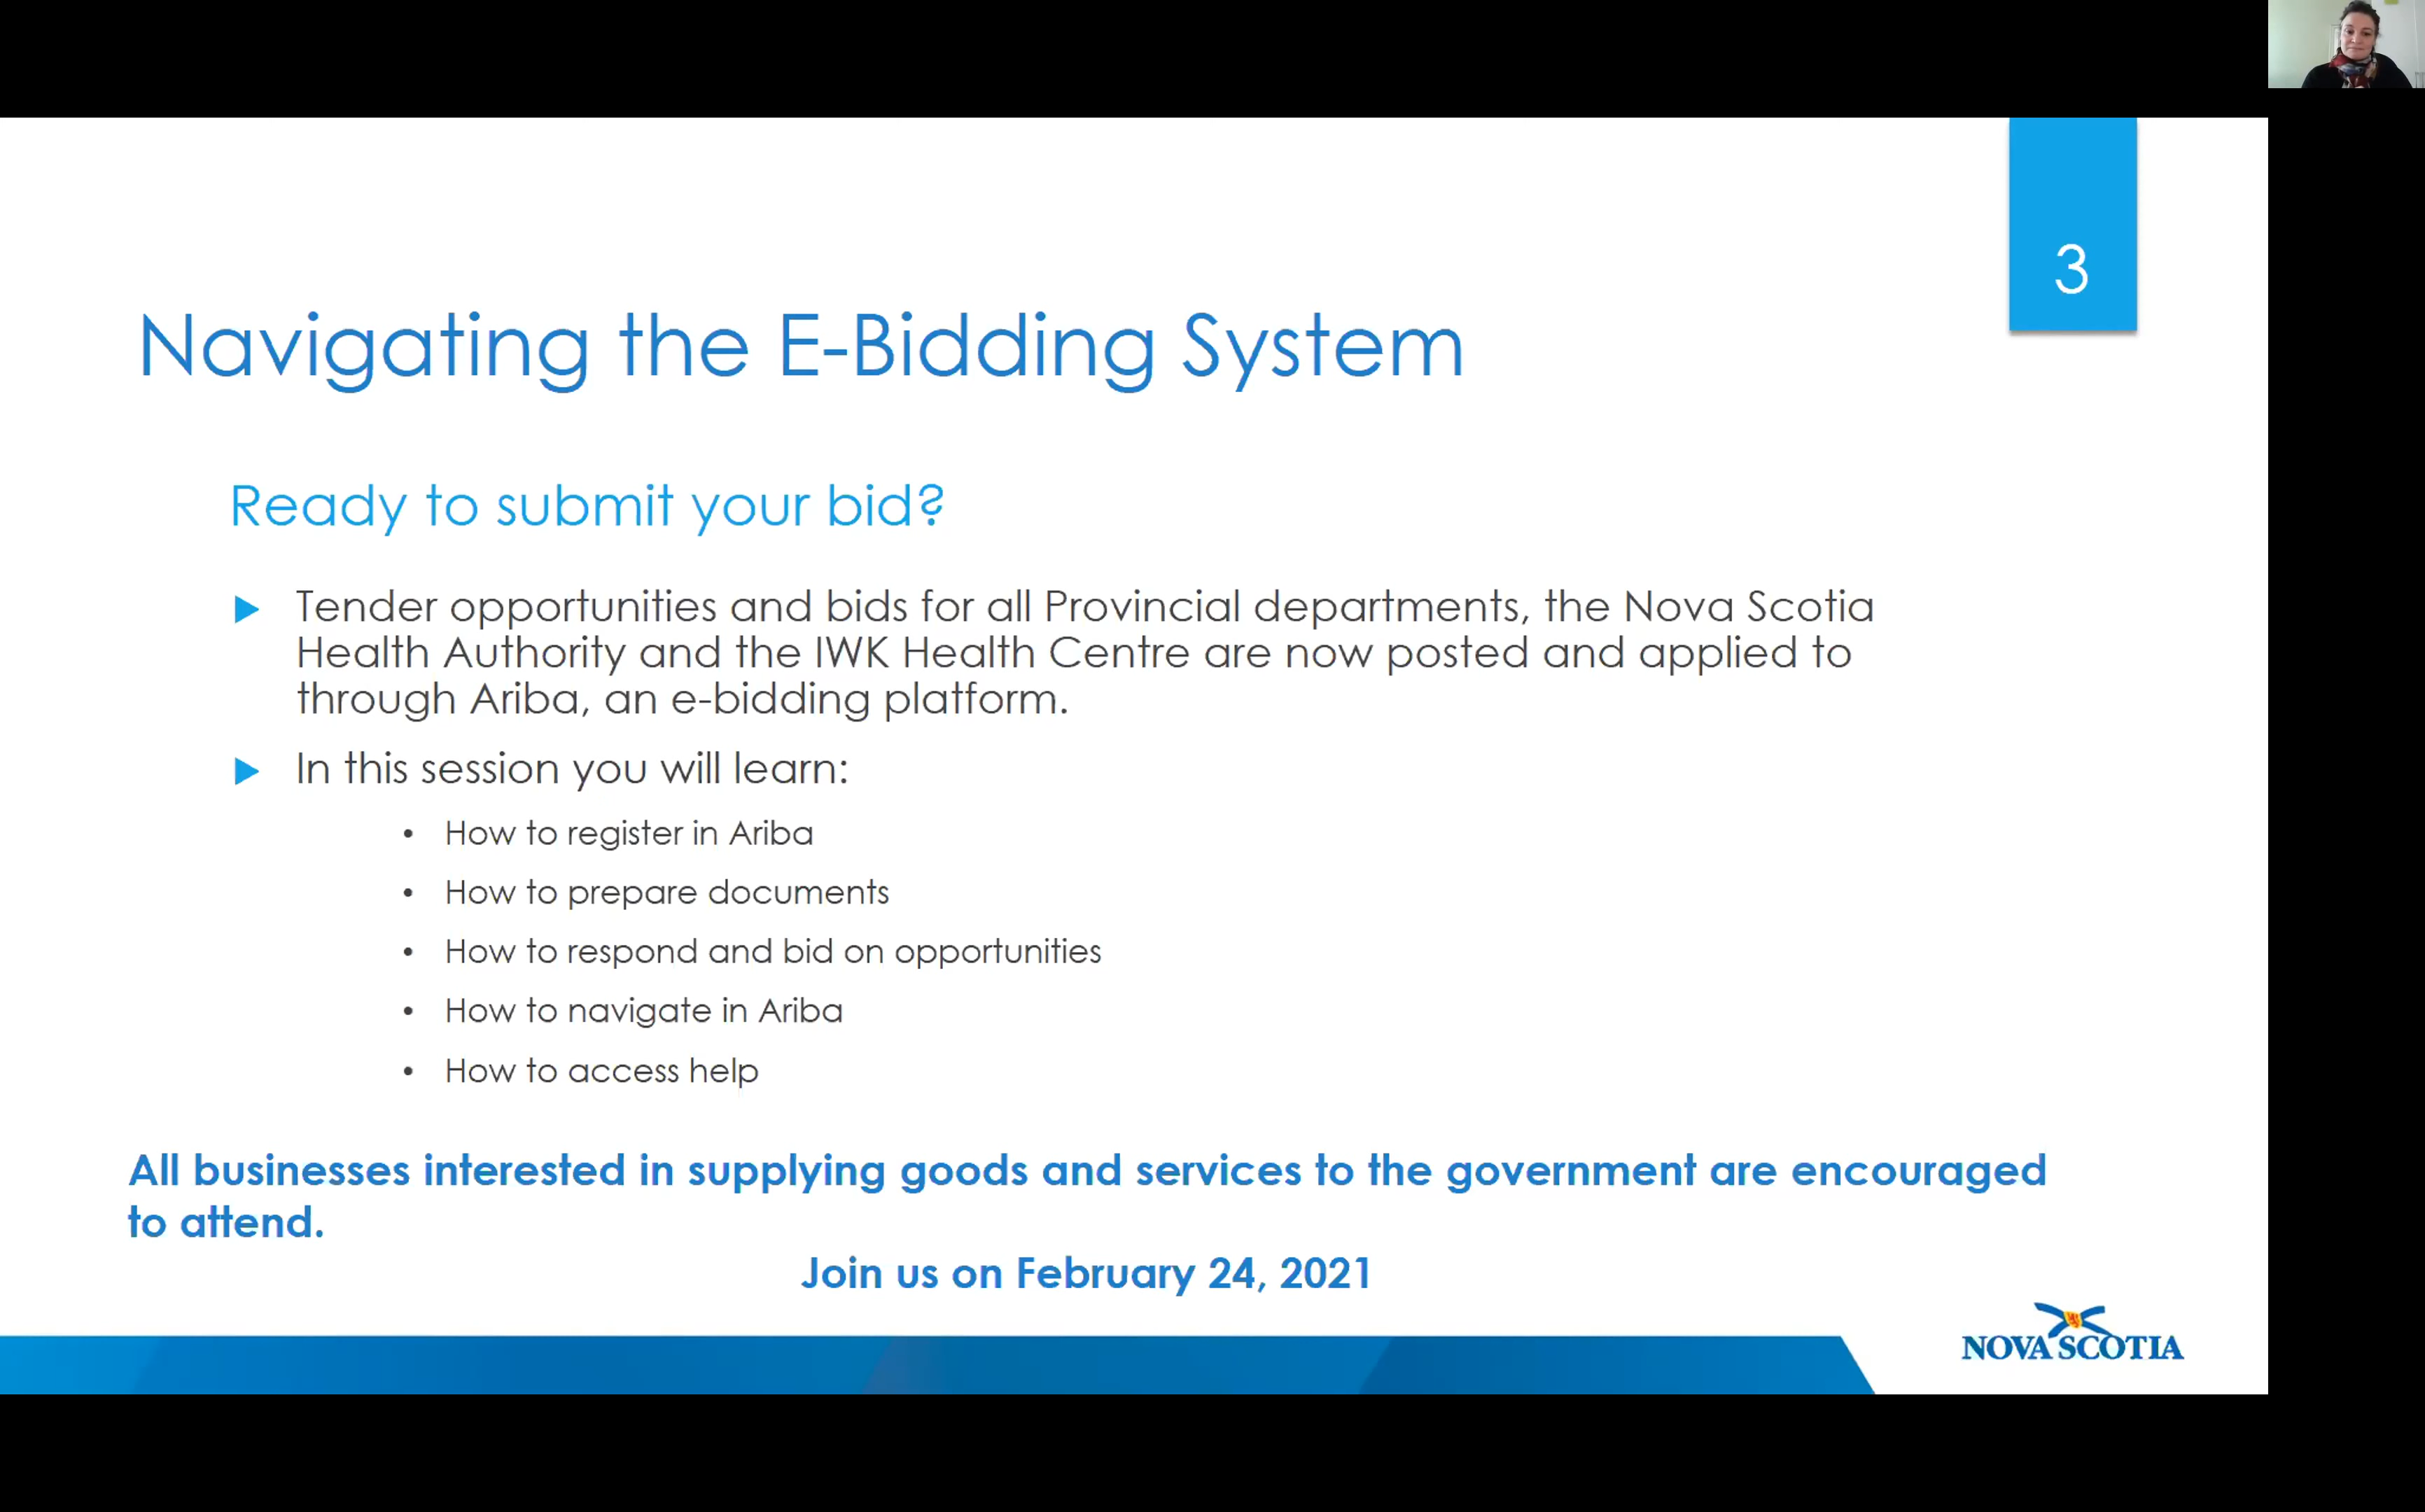 3
Navigating the E-Bidding System
Ready to submit your bid?
Tender opportunities and bids for all Provincial departments, the Nova Scotia
Health Authority and the IWK Health Centre are now posted and applied to
through Ariba, an e-bidding platform.
In this session you will learn:
• How to register in Ariba
• How to prepare documents
• How to respond and bid on opportunities
• How to navigate in Ariba
• How to access help
All businesses interested in supplying goods and services to the government are encouraged
to attend.
Join us on February 24, 2021
NOVA SCOTIA